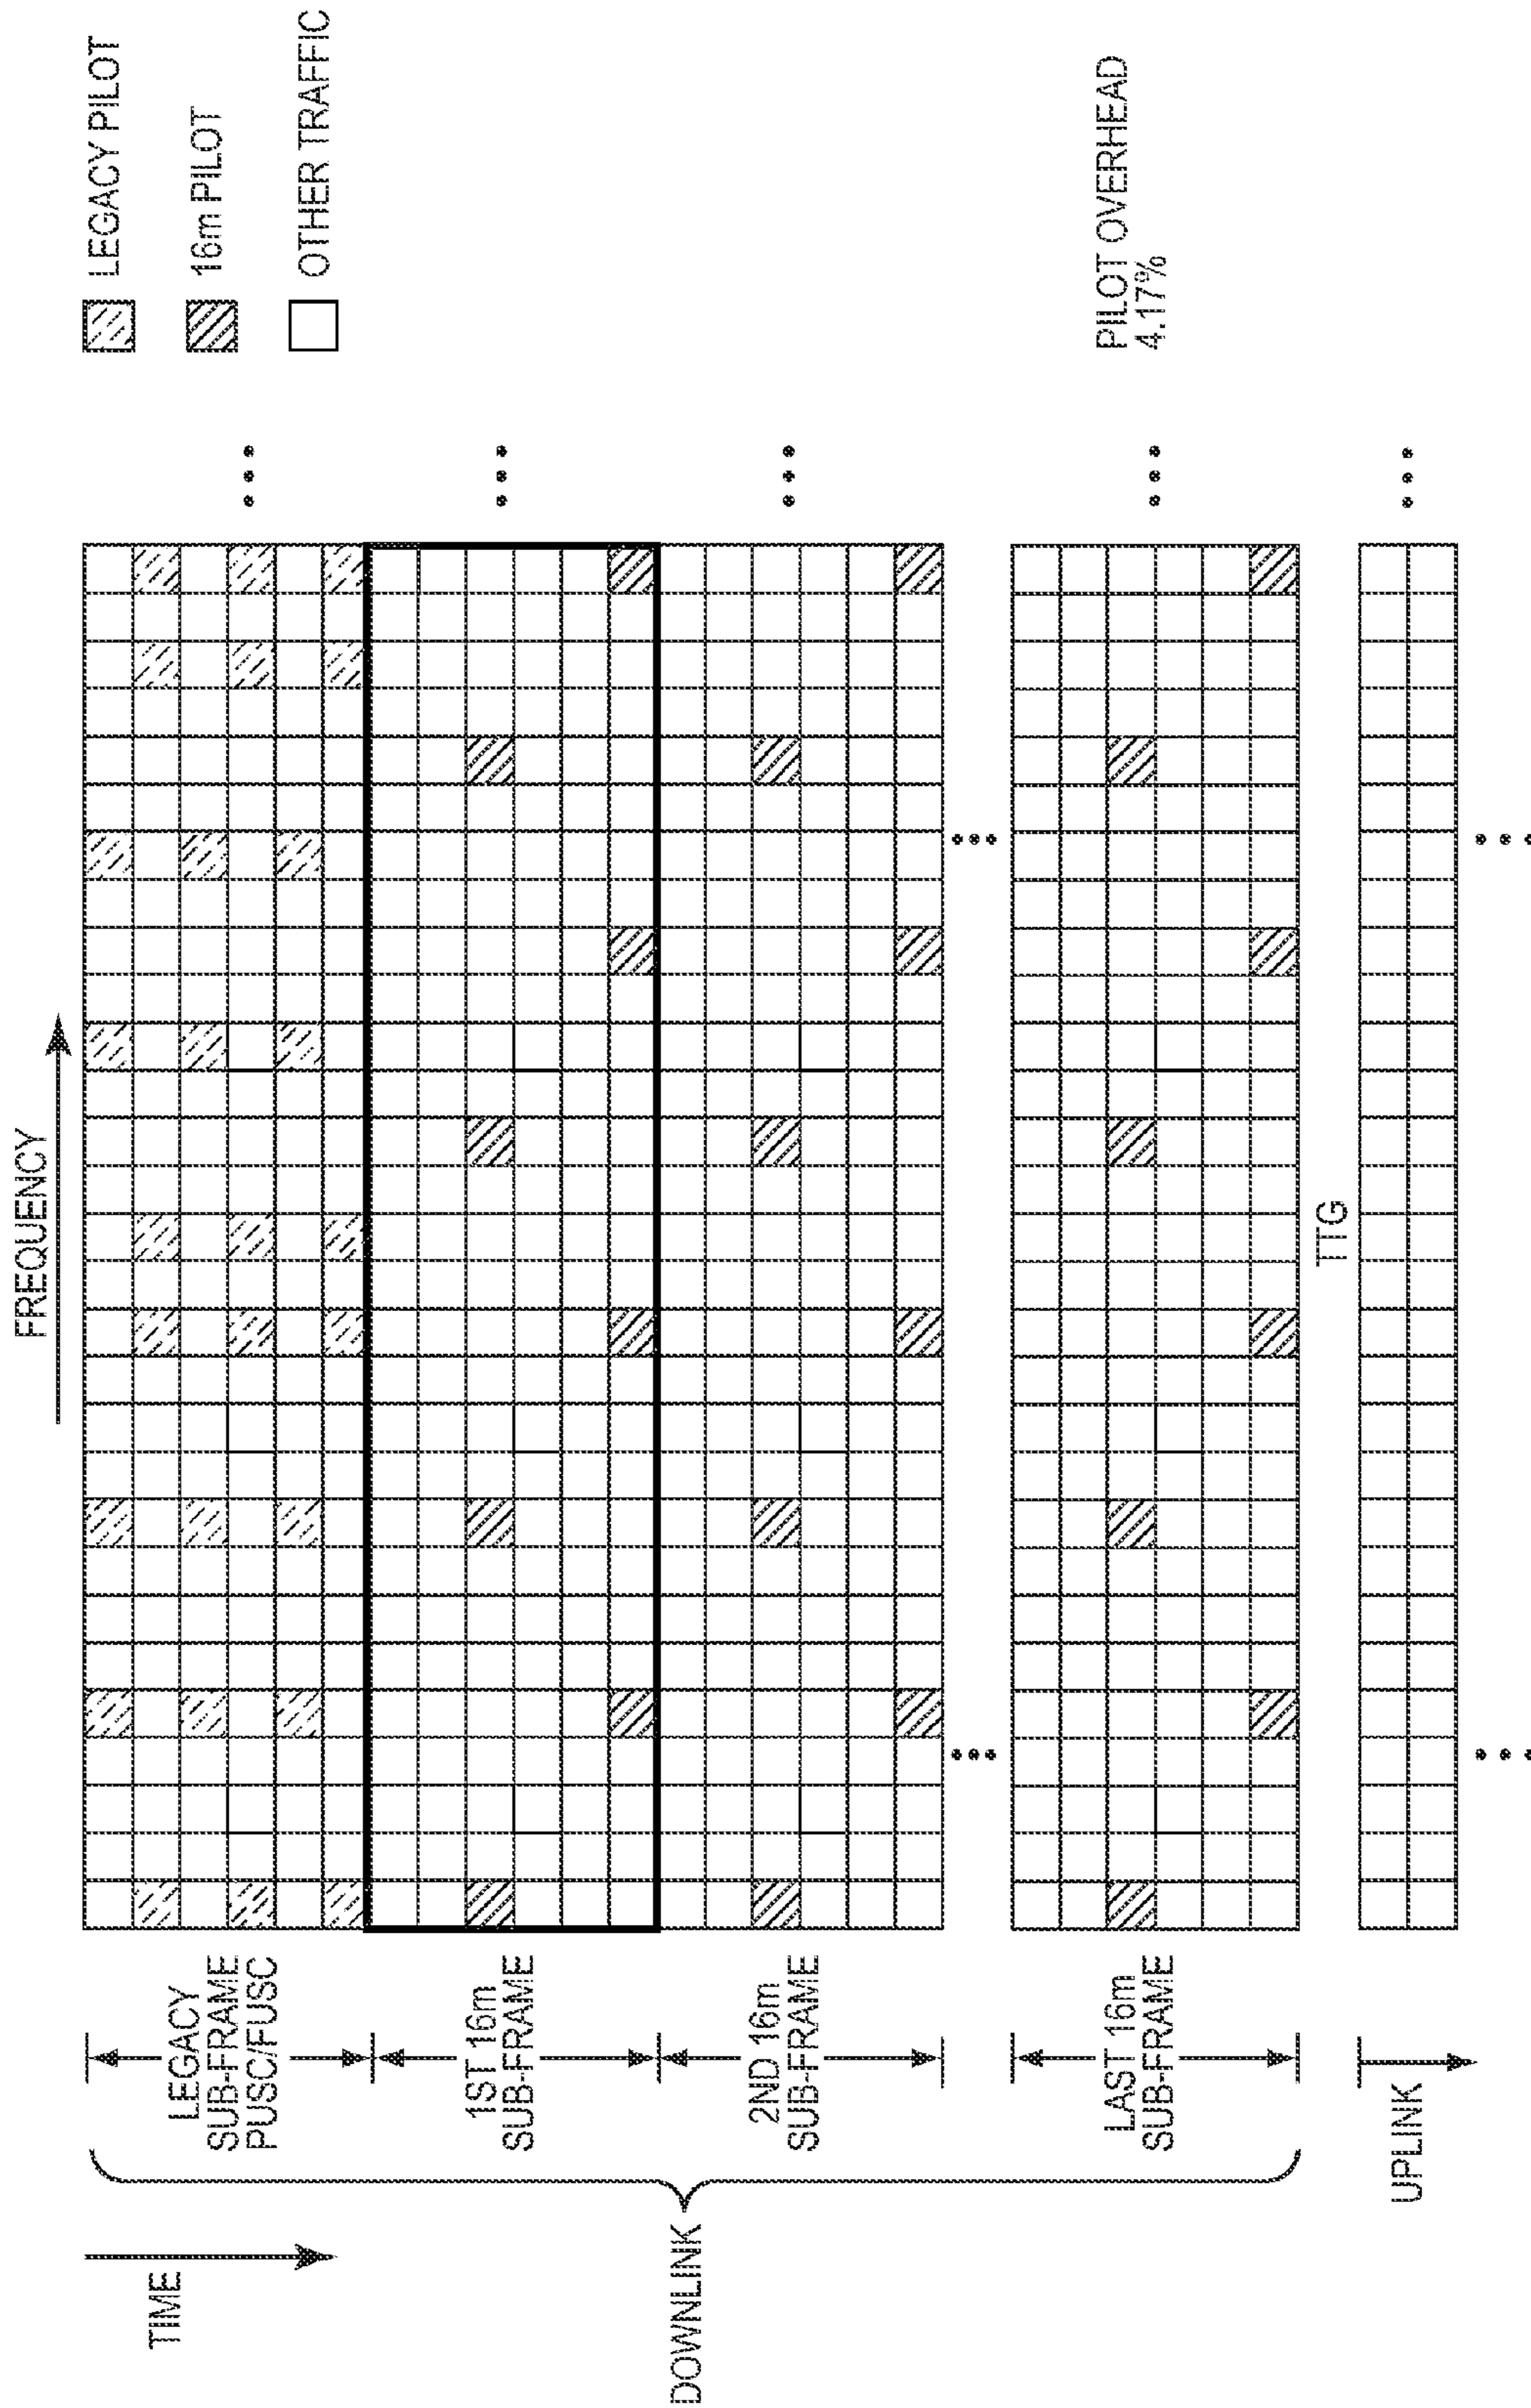 FREQUENCY
TIME
LEGACY PILOT
16m PILOT
OTHER TRAFFIC
LEGACY
SUB-FRAME
PUSC/FUSC
1ST 16m
SUB-FRAME
2ND 16m
SUB-FRAME
DOWNLINK
LAST 16m
SUB-FRAME
PILOT OVERHEAD
4.17%
TTG
UPLINK